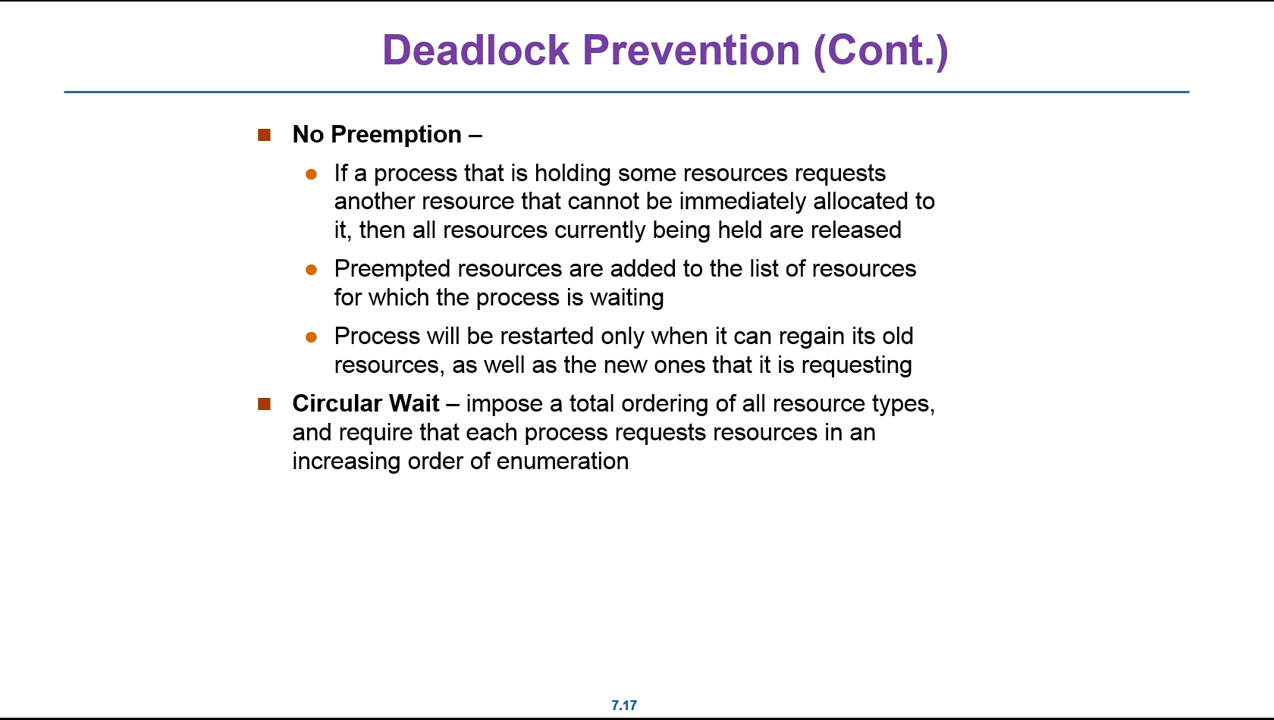 Deadlock Prevention (Cont.)
No Preemption –
If a process that is holding some resources requests
another resource that cannot be immediately allocated to
it, then all resources currently being held are released
Preempted resources are added to the list of resources
for which the process is waiting
Process will be restarted only when it can regain its old
resources, as well as the new ones that it is requesting
Circular Wait – impose a total ordering of all resource types,
and require that each process requests resources in an
increasing order of enumeration
7.17